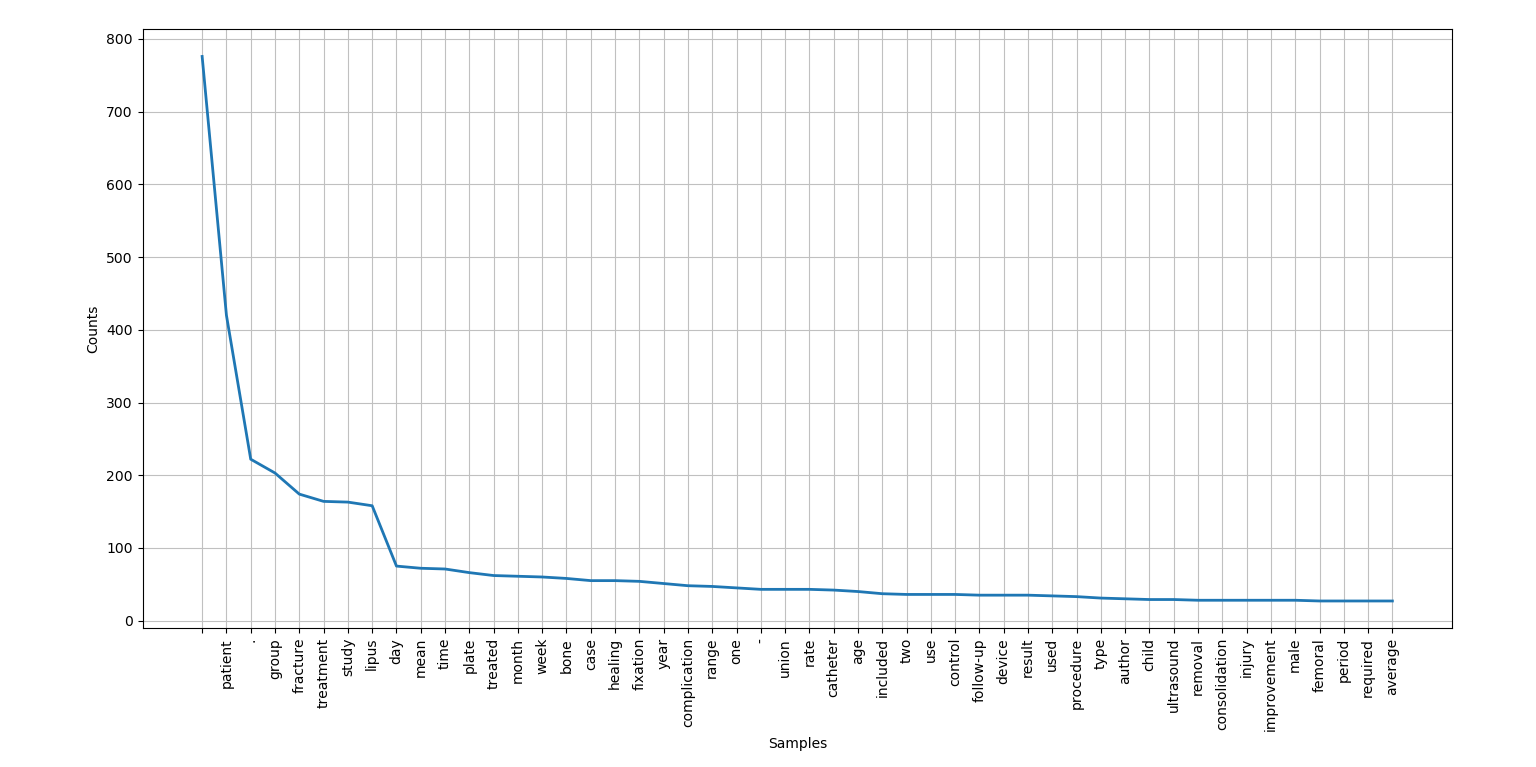 800
700
600
500
400
300
200
100
0
Counts
patient
.
group
fracture
treatment
study
lipus
day
mean
time
plate
treated
month
week
bone
case
healing
fixation
year
complication
range
one
-
union
rate
catheter
age
included
two
use
control
follow-up
device
result
used
procedure
type
author
child
ultrasound
removal
consolidation
injury
improvement
male
femoral
period
required
average
Samples